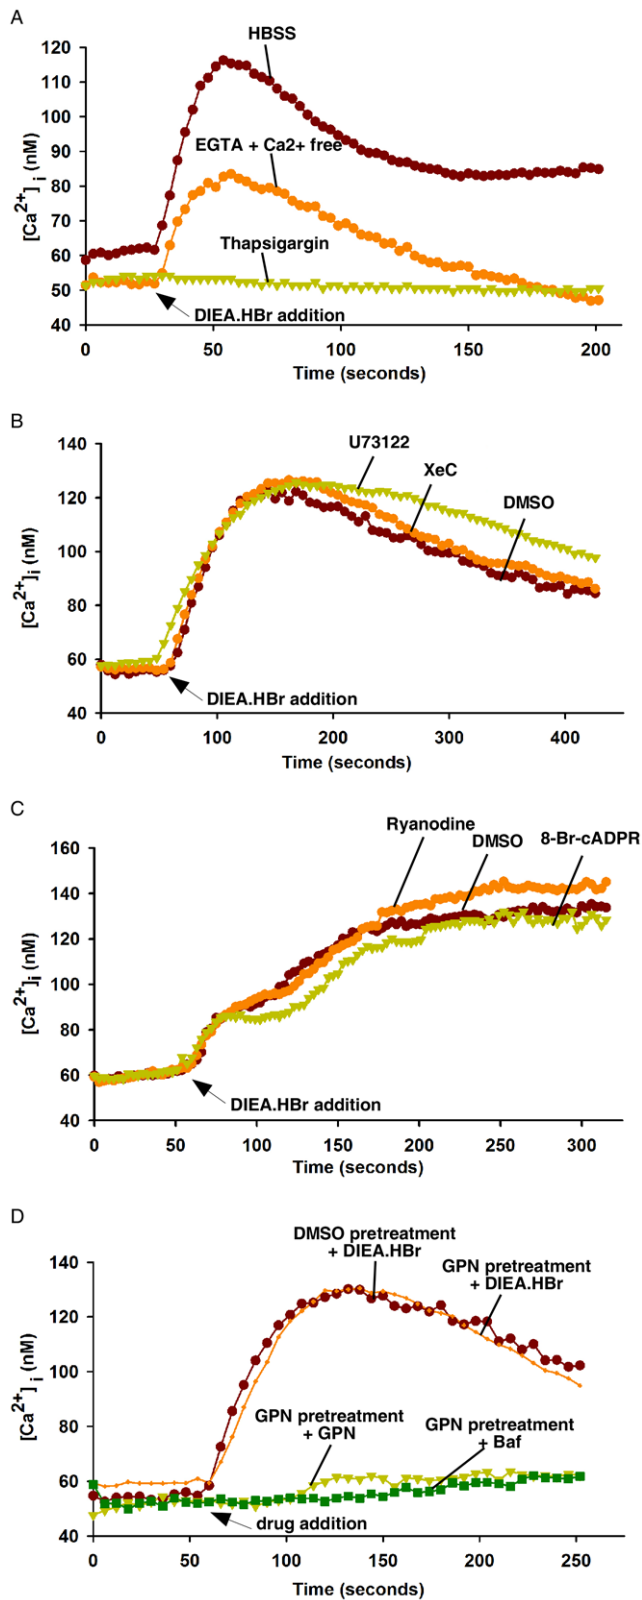 A
120
110
100
90
80
70
60
50
40
[Ca2+] i (nM)
HBSS
EGTA + Ca2+ free
Thapsigargin
DIEA.HBr addition
0 50 100 150 200
Time (seconds)
B
140
120
100
80
60
40
[Ca2+]i (nM)
U73122
XeC
DMSO
DIEA.HBr addition
0 100 200 300 400
Time (seconds)
C
160
140
120
100
80
60
40
[Ca2+]i (nM)
Ryanodine
DMSO
8-Br-cADPR
DIEA.HBr addition
0 50 100 150 200 250 300
Time (seconds)
D
140
120
100
80
60
40
[Ca2+]i (nM)
DMSO pretreatment
+ DIEA.HBr
GPN pretreatment
+ DIEA.HBr
GPN pretreatment
+ GPN
GPN pretreatment
+ Baf
drug addition
0 50 100 150 200 250
Time (seconds)